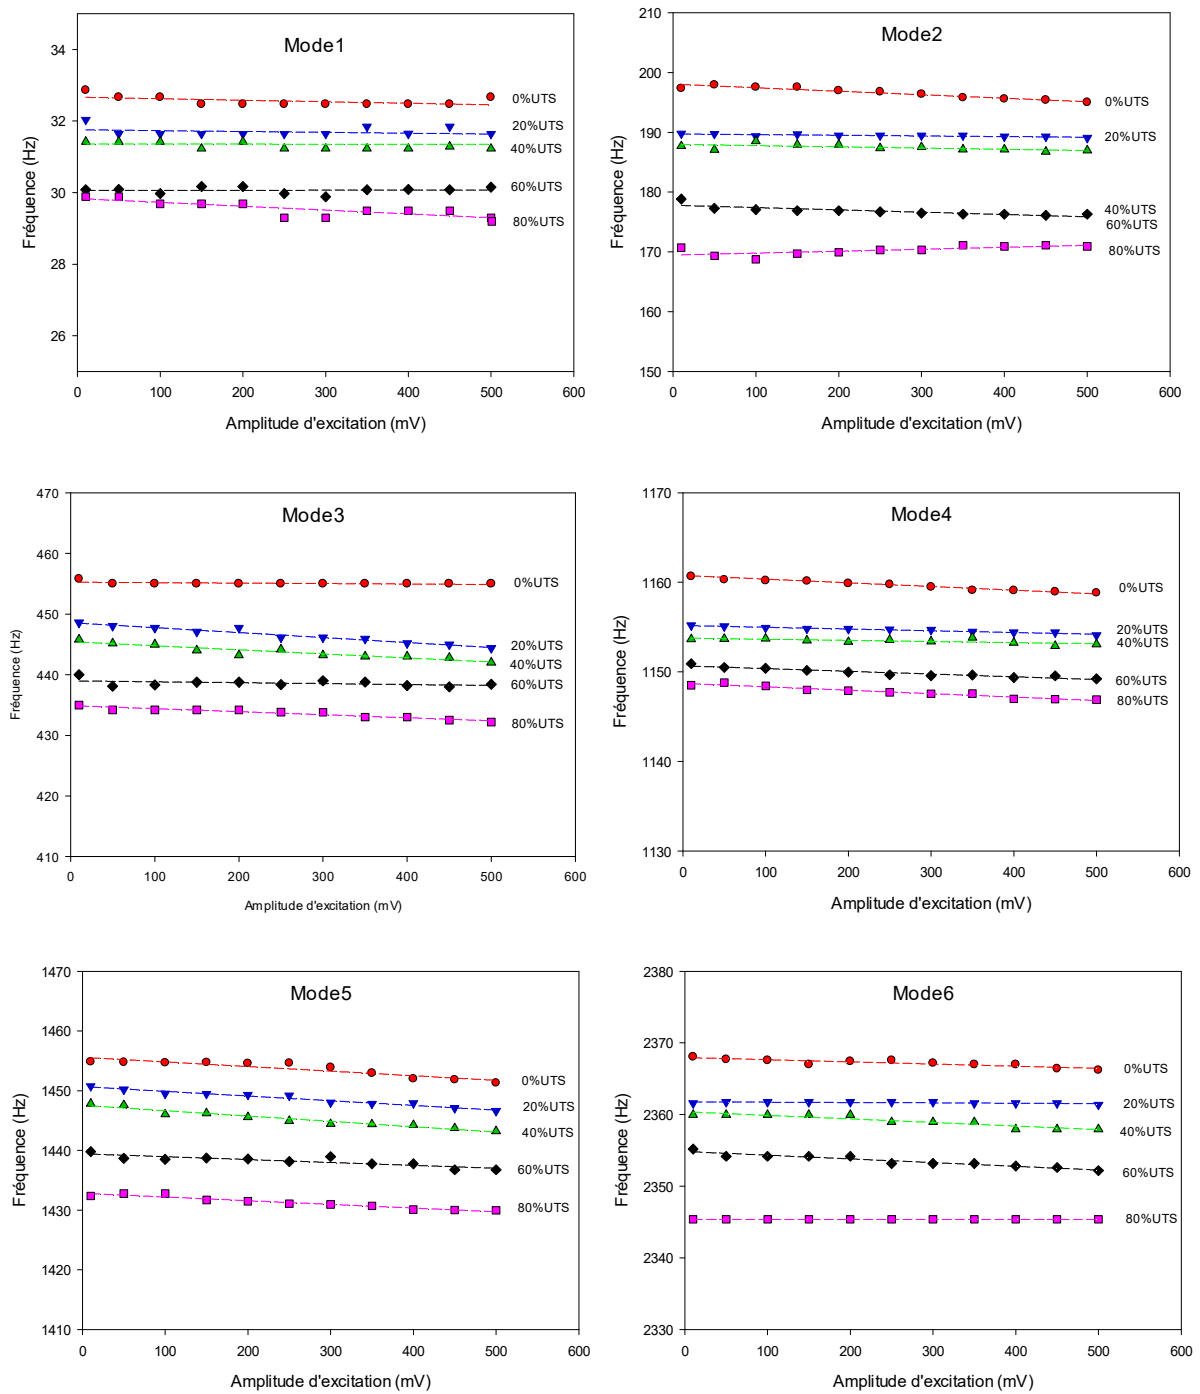 Mode1
34
32
30
28
26
Fréquence (Hz)
0%UTS
20%UTS
40%UTS
60%UTS
80%UTS
0 100 200 300 400 500 600
Amplitude d'excitation (mV)
Mode2
210
200
190
180
170
160
150
Fréquence (Hz)
0%UTS
20%UTS
40%UTS
60%UTS
80%UTS
0 100 200 300 400 500 600
Amplitude d'excitation (mV)
Mode3
470
460
450
440
430
420
410
Fréquence (Hz)
0%UTS
20%UTS
40%UTS
60%UTS
80%UTS
0 100 200 300 400 500 600
Amplitude d'excitation (mV)
Mode4
1170
1160
1150
1140
1130
Fréquence (Hz)
0%UTS
20%UTS
40%UTS
60%UTS
80%UTS
0 100 200 300 400 500 600
Amplitude d'excitation (mV)
Mode5
1470
1460
1450
1440
1430
1420
1410
Fréquence (Hz)
0%UTS
20%UTS
40%UTS
60%UTS
80%UTS
0 100 200 300 400 500 600
Amplitude d'excitation (mV)
Mode6
2380
2370
2360
2350
2340
2330
Fréquence (Hz)
0%UTS
20%UTS
40%UTS
60%UTS
80%UTS
0 100 200 300 400 500 600
Amplitude d'excitation (mV)